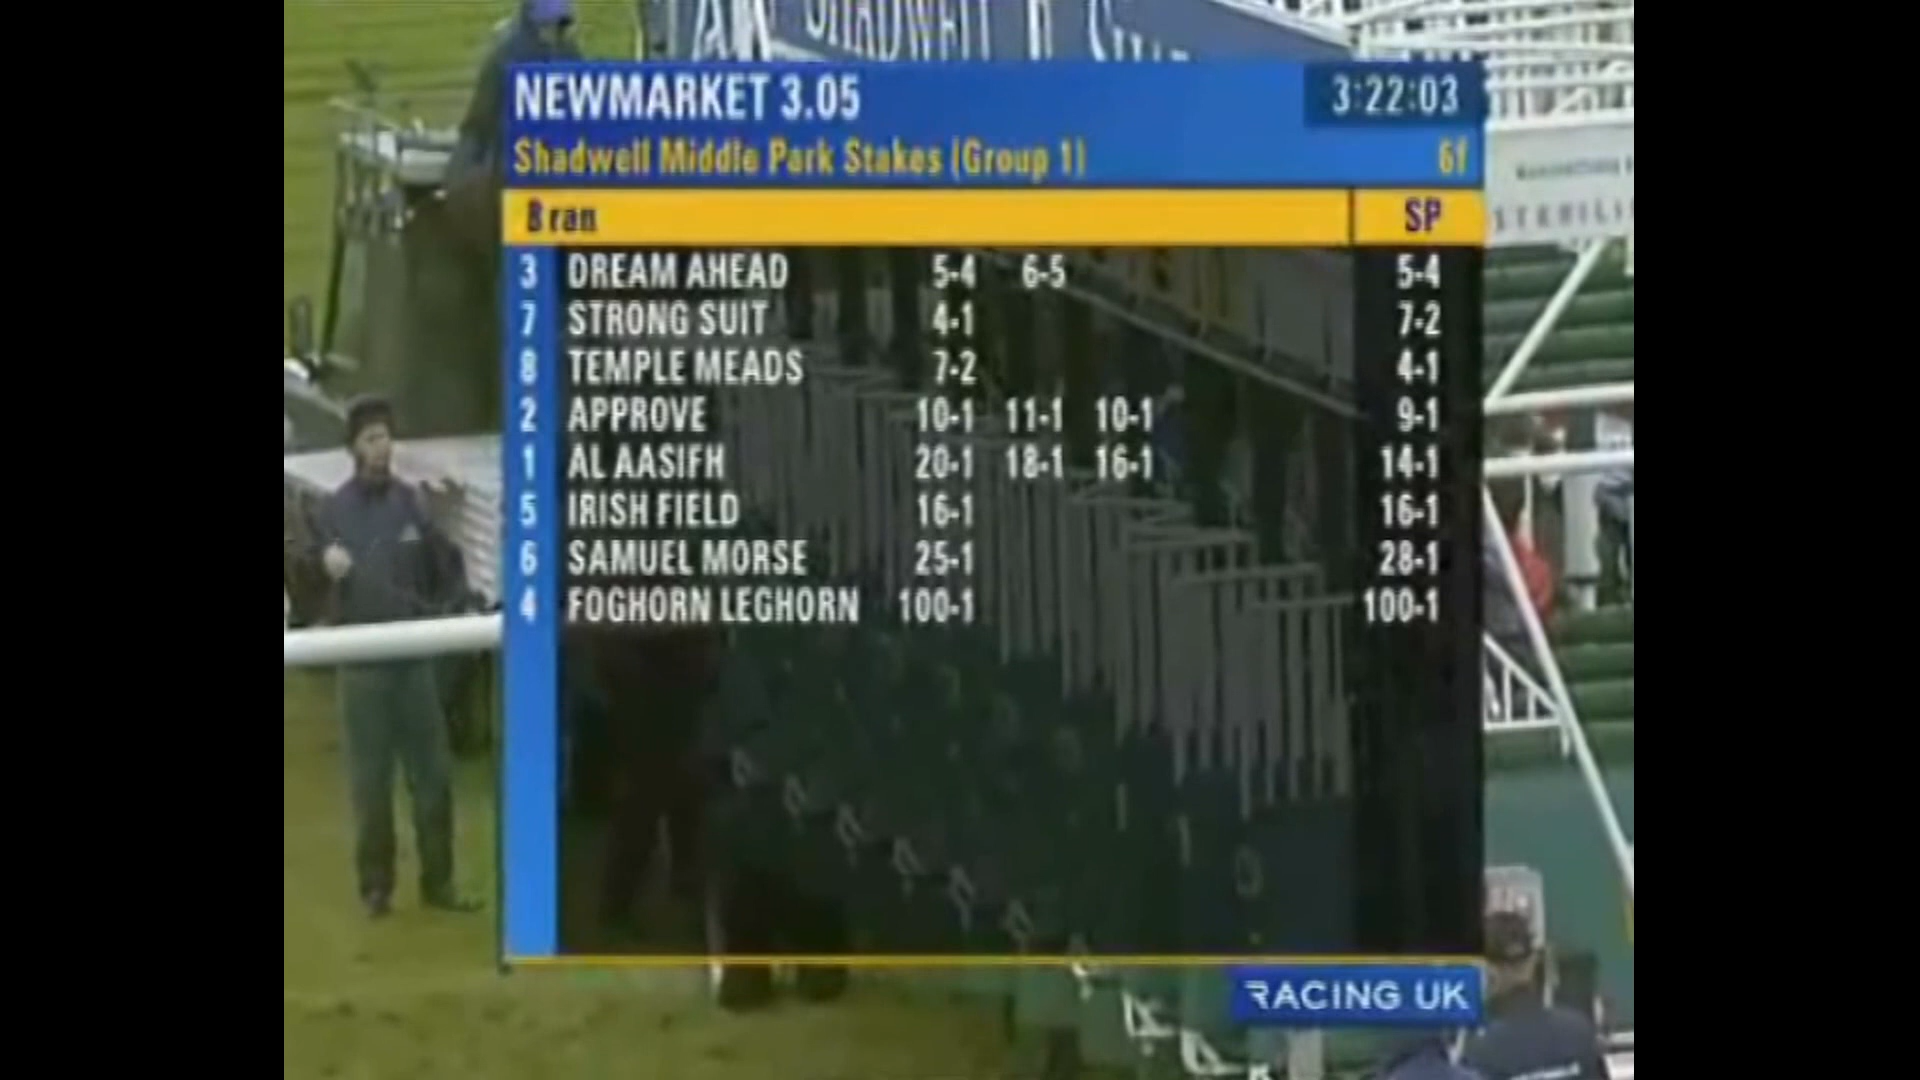 SHADWELL
NEWMARKET 3.05 3:22:03
Shadwell Middle Park Stakes (Group 1) 6f
8 ran SP
3 DREAM AHEAD 5-4 6-5 5-4
7 STRONG SUIT 4-1 7-2
8 TEMPLE MEADS 7-2 4-1
2 APPROVE 10-1 11-1 10-1 9-1
1 AL AASIFH 20-1 18-1 16-1 14-1
5 IRISH FIELD 16-1 16-1
6 SAMUEL MORSE 25-1 28-1
4 FOGHORN LEGHORN 100-1 100-1
RACING UK